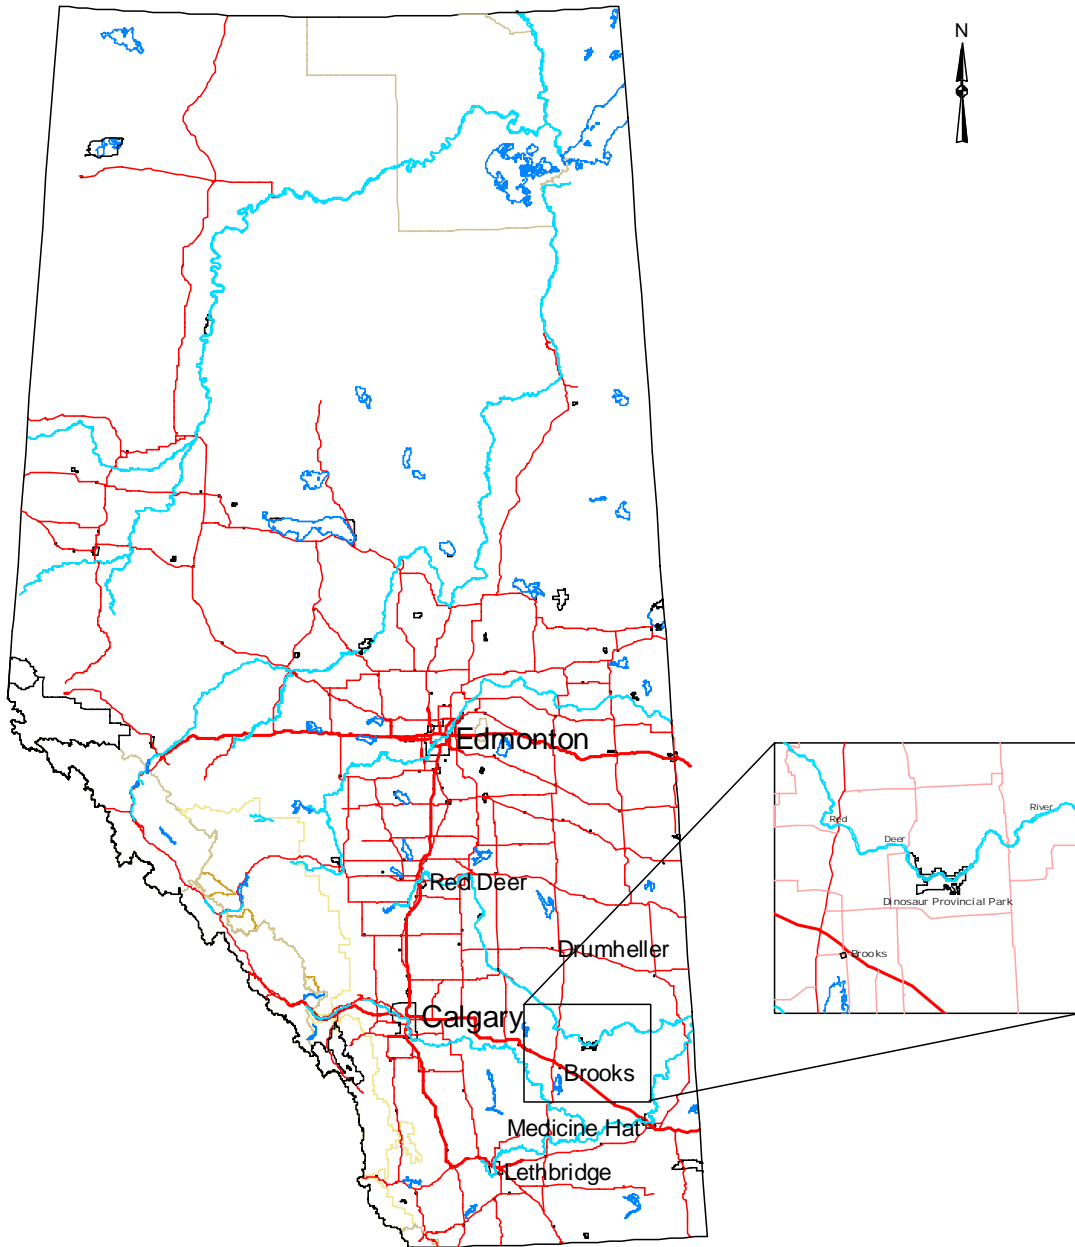 N
Edmonton
Red
River
Deer
Red Deer
Dinosaur Provincial Park
Drumheller
Brooks
Calgary
Brooks
Medicine Hat
Lethbridge